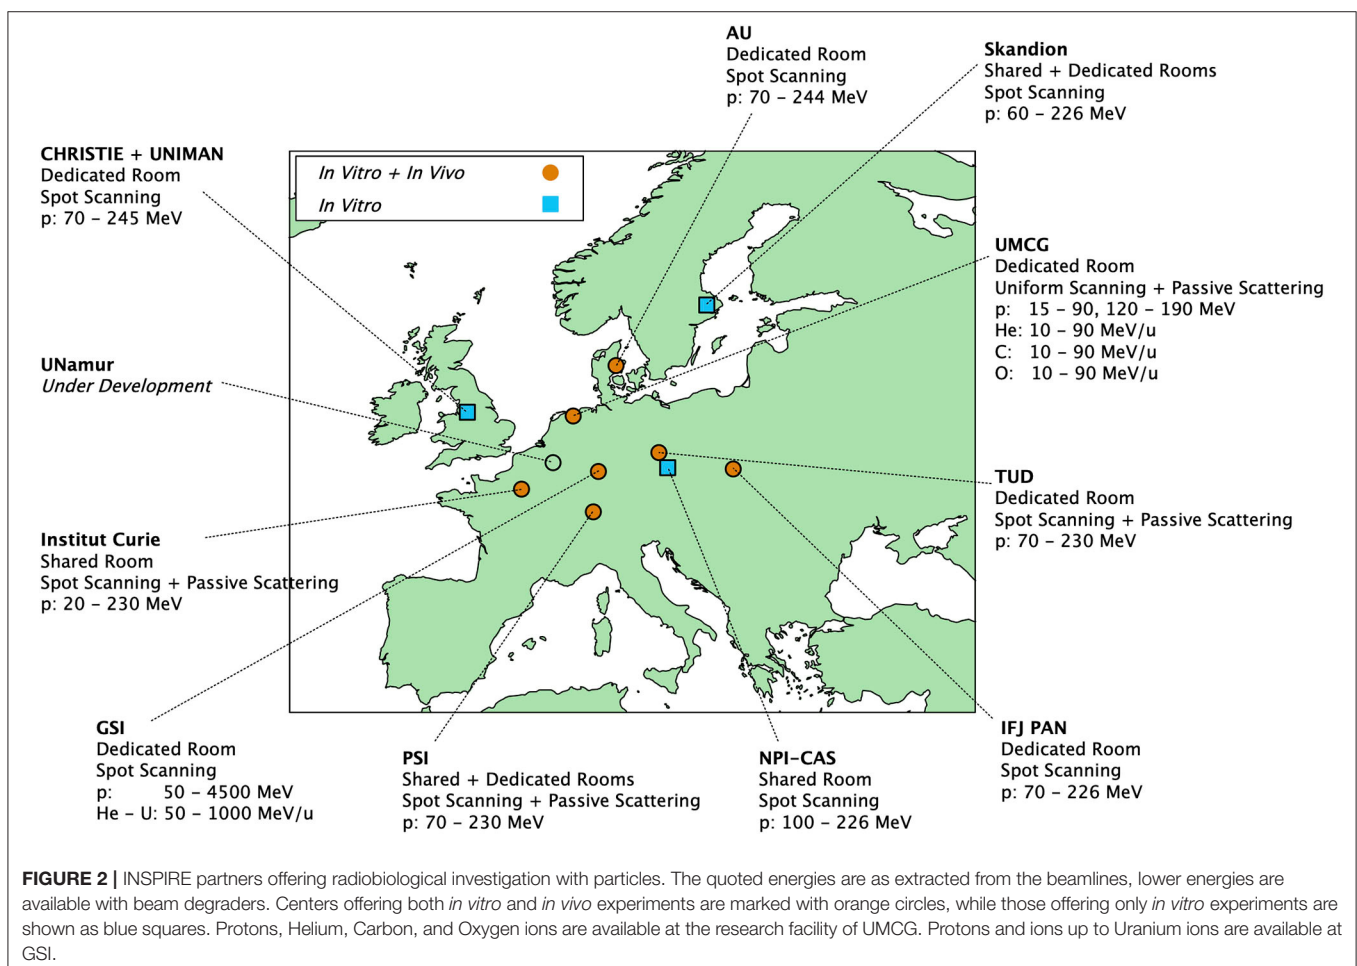 AU
Dedicated Room
Spot Scanning
p: 70 – 244 MeV
Skandion
Shared + Dedicated Rooms
Spot Scanning
p: 60 – 226 MeV
CHRISTIE + UNIMAN
Dedicated Room
Spot Scanning
p: 70 – 245 MeV
In Vitro + In Vivo
In Vitro
UMCG
Dedicated Room
Uniform Scanning + Passive Scattering
p: 15 – 90, 120 – 190 MeV
He: 10 – 90 MeV/u
C: 10 – 90 MeV/u
O: 10 – 90 MeV/u
UNamur
Under Development
TUD
Dedicated Room
Spot Scanning + Passive Scattering
p: 70 – 230 MeV
Institut Curie
Shared Room
Spot Scanning + Passive Scattering
p: 20 – 230 MeV
GSI
Dedicated Room
Spot Scanning
p: 50 – 4500 MeV
He – U: 50 – 1000 MeV/u
PSI
Shared + Dedicated Rooms
Spot Scanning + Passive Scattering
p: 70 – 230 MeV
NPI–CAS
Shared Room
Spot Scanning
p: 100 – 226 MeV
IFJ PAN
Dedicated Room
Spot Scanning
p: 70 – 226 MeV
FIGURE 2 | INSPIRE partners offering radiobiological investigation with particles. The quoted energies are as extracted from the beamlines, lower energies are
available with beam degraders. Centers offering both in vitro and in vivo experiments are marked with orange circles, while those offering only in vitro experiments are
shown as blue squares. Protons, Helium, Carbon, and Oxygen ions are available at the research facility of UMCG. Protons and ions up to Uranium ions are available at
GSI.